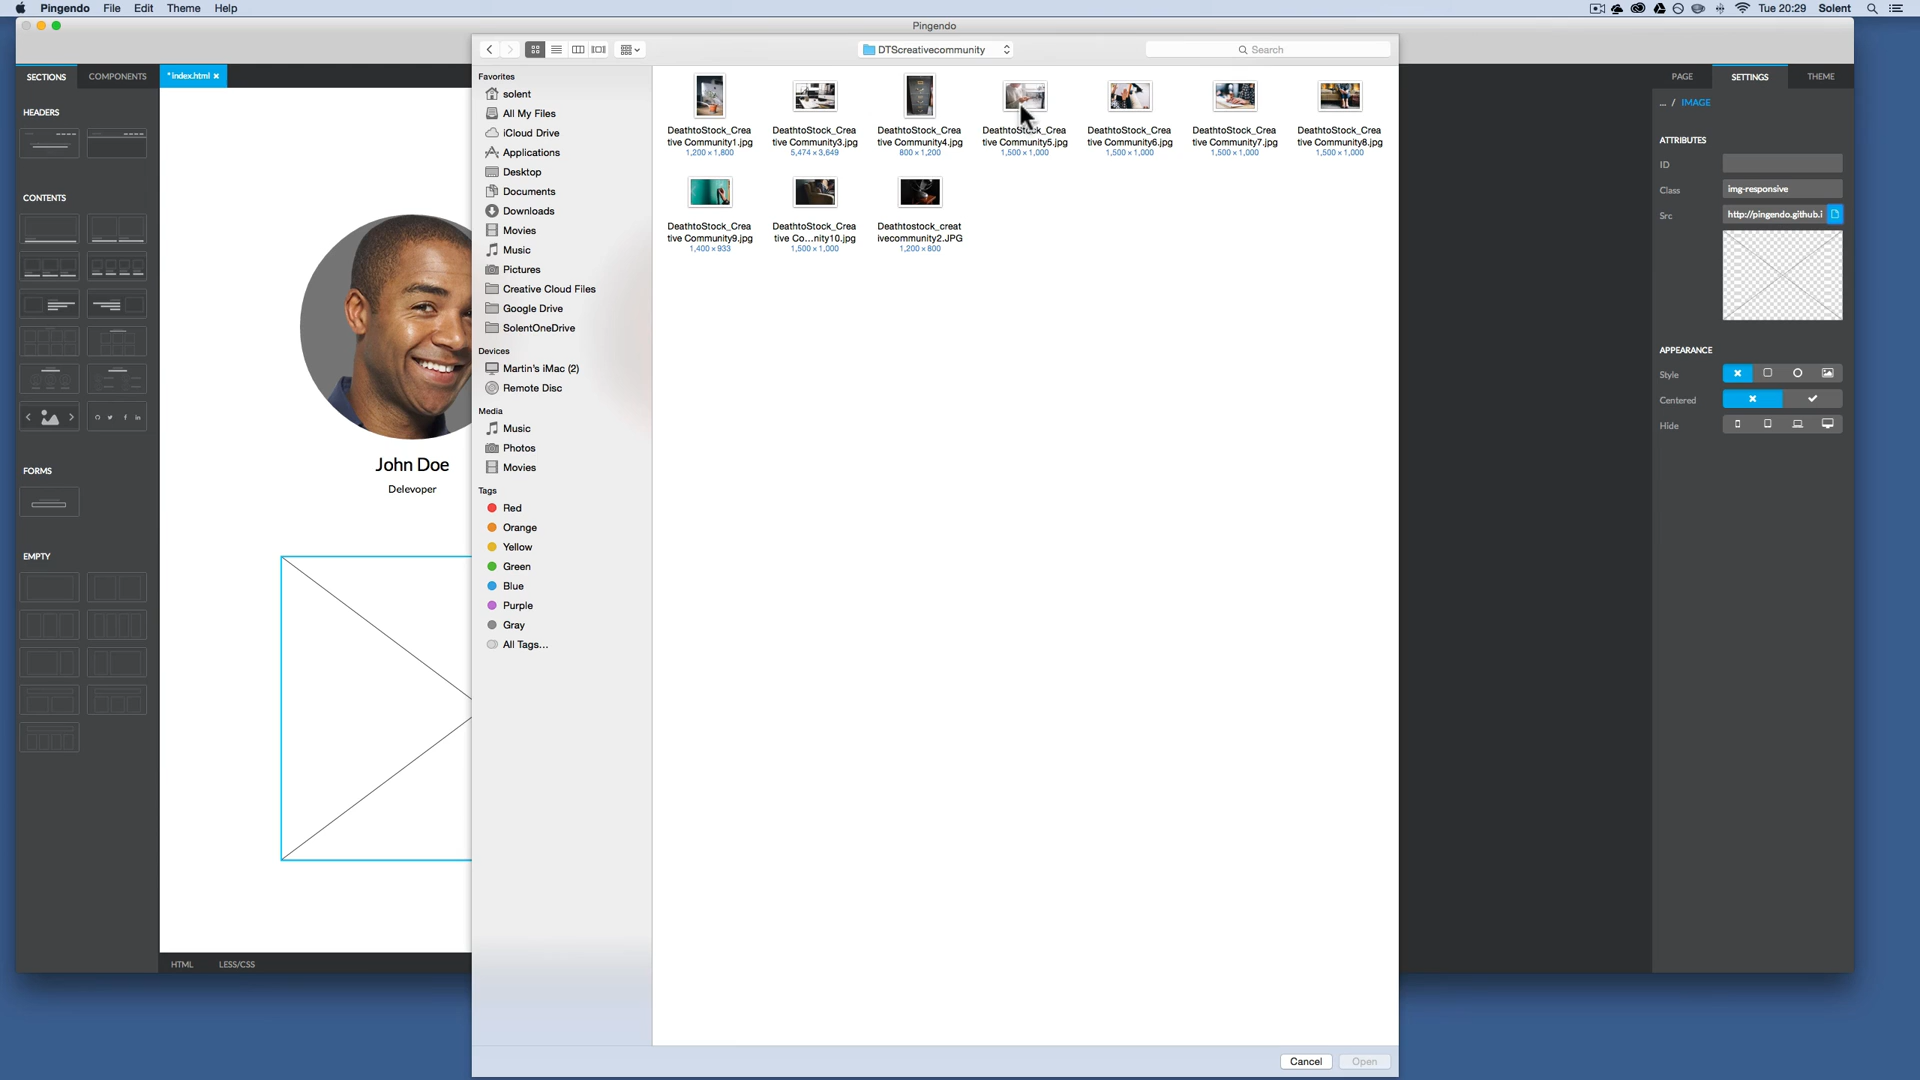 Pingendo File Edit Theme Help
Tue 20:29 Solent
Pingendo
DTScreativecommunity
Search
SECTIONS COMPONENTS *index.html ×
PAGE SETTINGS THEME
HEADERS
CONTENTS
FORMS
EMPTY
John Doe
Delevoper
HTML LESS/CSS
Favorites
solent
All My Files
iCloud Drive
Applications
Desktop
Documents
Downloads
Movies
Music
Pictures
Creative Cloud Files
Google Drive
SolentOneDrive
Devices
Martin's iMac (2)
Remote Disc
Media
Music
Photos
Movies
Tags
Red
Orange
Yellow
Green
Blue
Purple
Gray
All Tags...
DeathtoStock_Crea
tive Community1.jpg
1,200 × 1,800
DeathtoStock_Crea
tive Community3.jpg
5,474 × 3,649
DeathtoStock_Crea
tive Community4.jpg
800 × 1,200
DeathtoStock_Crea
tive Community5.jpg
1,500 × 1,000
DeathtoStock_Crea
tive Community6.jpg
1,500 × 1,000
DeathtoStock_Crea
tive Community7.jpg
1,500 × 1,000
DeathtoStock_Crea
tive Community8.jpg
1,500 × 1,000
DeathtoStock_Crea
tive Community9.jpg
1,400 × 933
DeathtoStock_Crea
tive Co...nity10.jpg
1,500 × 1,000
Deathtostock_creat
ivecommunity2.JPG
1,200 × 800
Cancel Open
... / IMAGE
ATTRIBUTES
ID
Class img-responsive
Src http://pingendo.github.i
APPEARANCE
Style
Centered
Hide